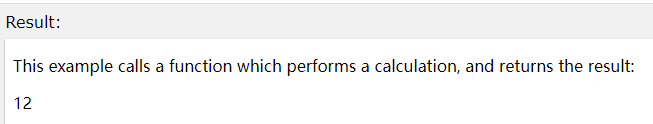 Result:
This example calls a function which performs a calculation, and returns the result:
12